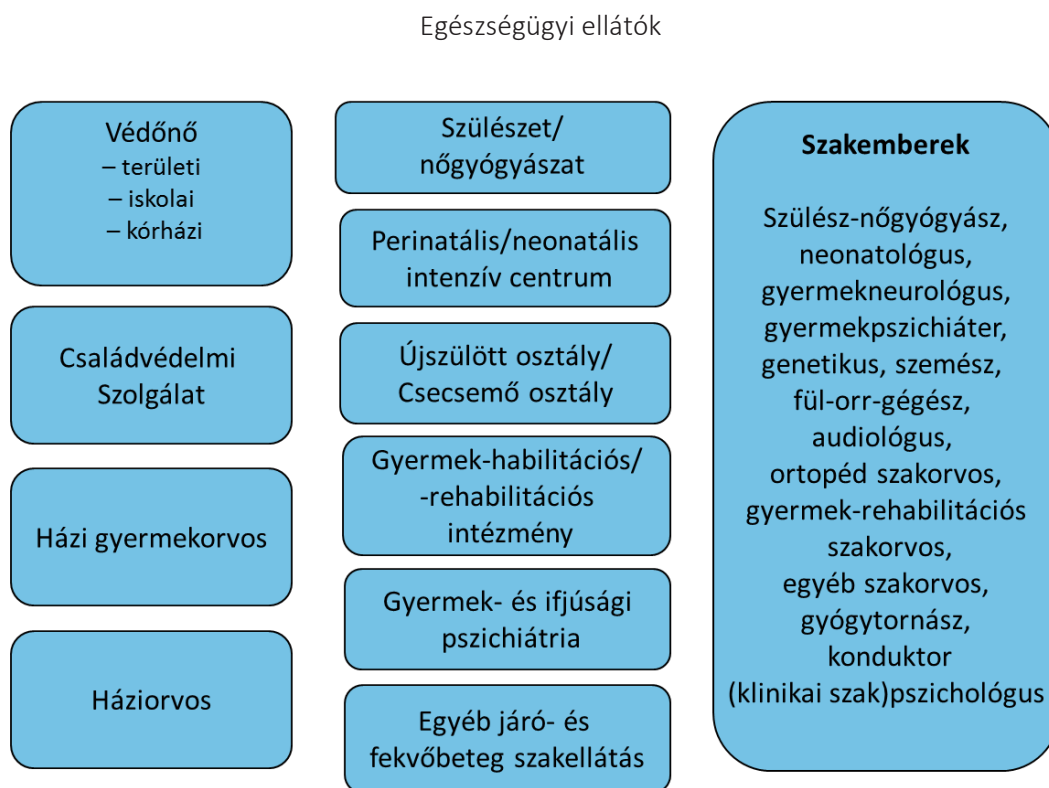 Egészségügyi ellátók
Védőnő
– területi
– iskolai
– kórházi
Családvédelmi
Szolgálat
Házi gyermekorvos
Háziorvos
Szülészet/
nőgyógyászat
Perinatális/neonatális
intenzív centrum
Újszülött osztály/
Csecsemő osztály
Gyermek-habilitációs/
-rehabilitációs
intézmény
Gyermek- és ifjúsági
pszichiátria
Egyéb járó- és
fekvőbeteg szakellátás
Szakemberek
Szülész-nőgyógyász,
neonatológus,
gyermekneurológus,
gyermekpszichiáter,
genetikus, szemész,
fül-orr-gégész,
audiológus,
ortopéd szakorvos,
gyermek-rehabilitációs
szakorvos,
egyéb szakorvos,
gyógytornász,
konduktor
(klinikai szak)pszichológus